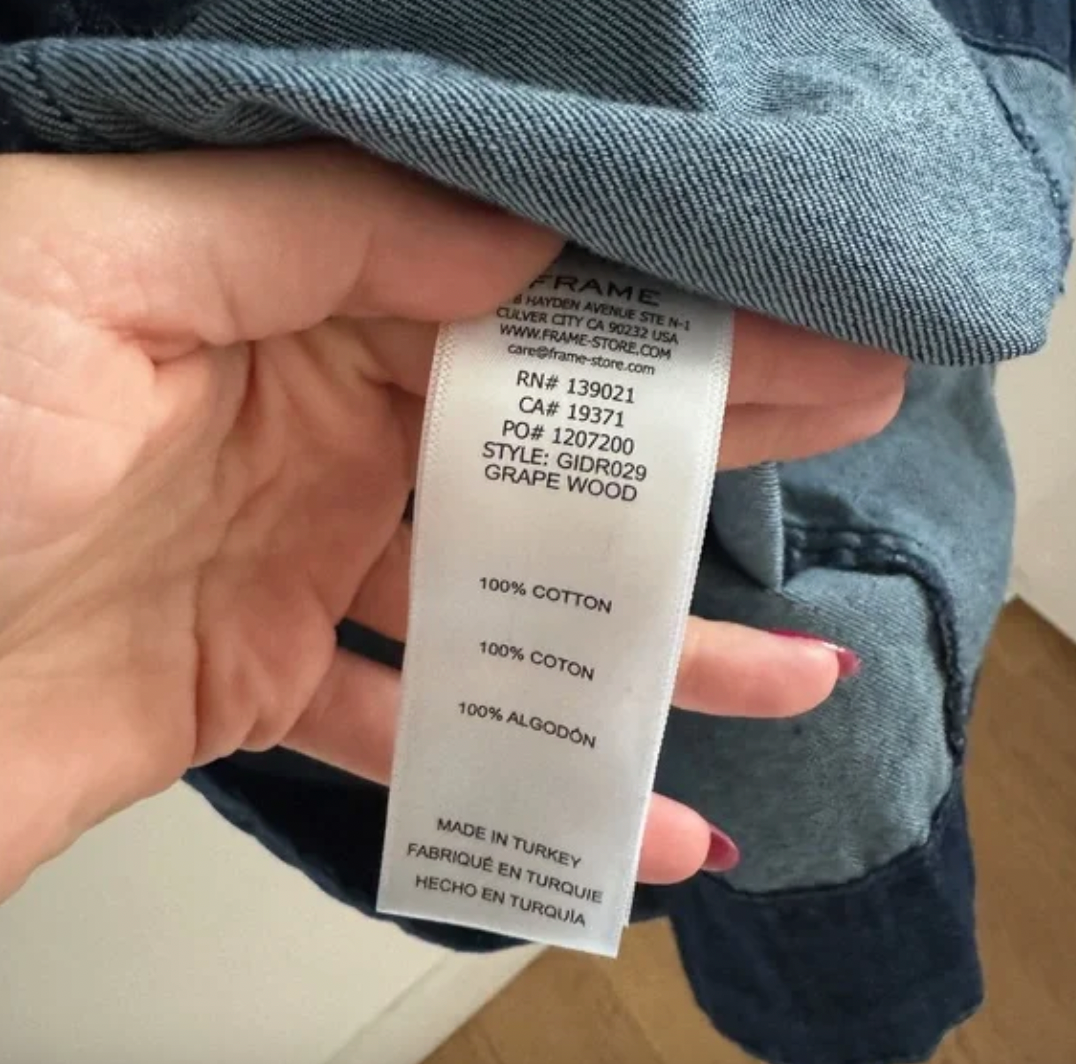 FRAME
HAYDEN AVENUE STE N-1
CULVER CITY CA 90232 USA
WWW.FRAME-STORE.COM
care@frame-store.com
RN# 139021
CA# 19371
PO# 1207200
STYLE: GIDR029
GRAPE WOOD
100% COTTON
100% COTON
100% ALGODÓN
MADE IN TURKEY
FABRIQUÉ EN TURQUIE
HECHO EN TURQUÍA